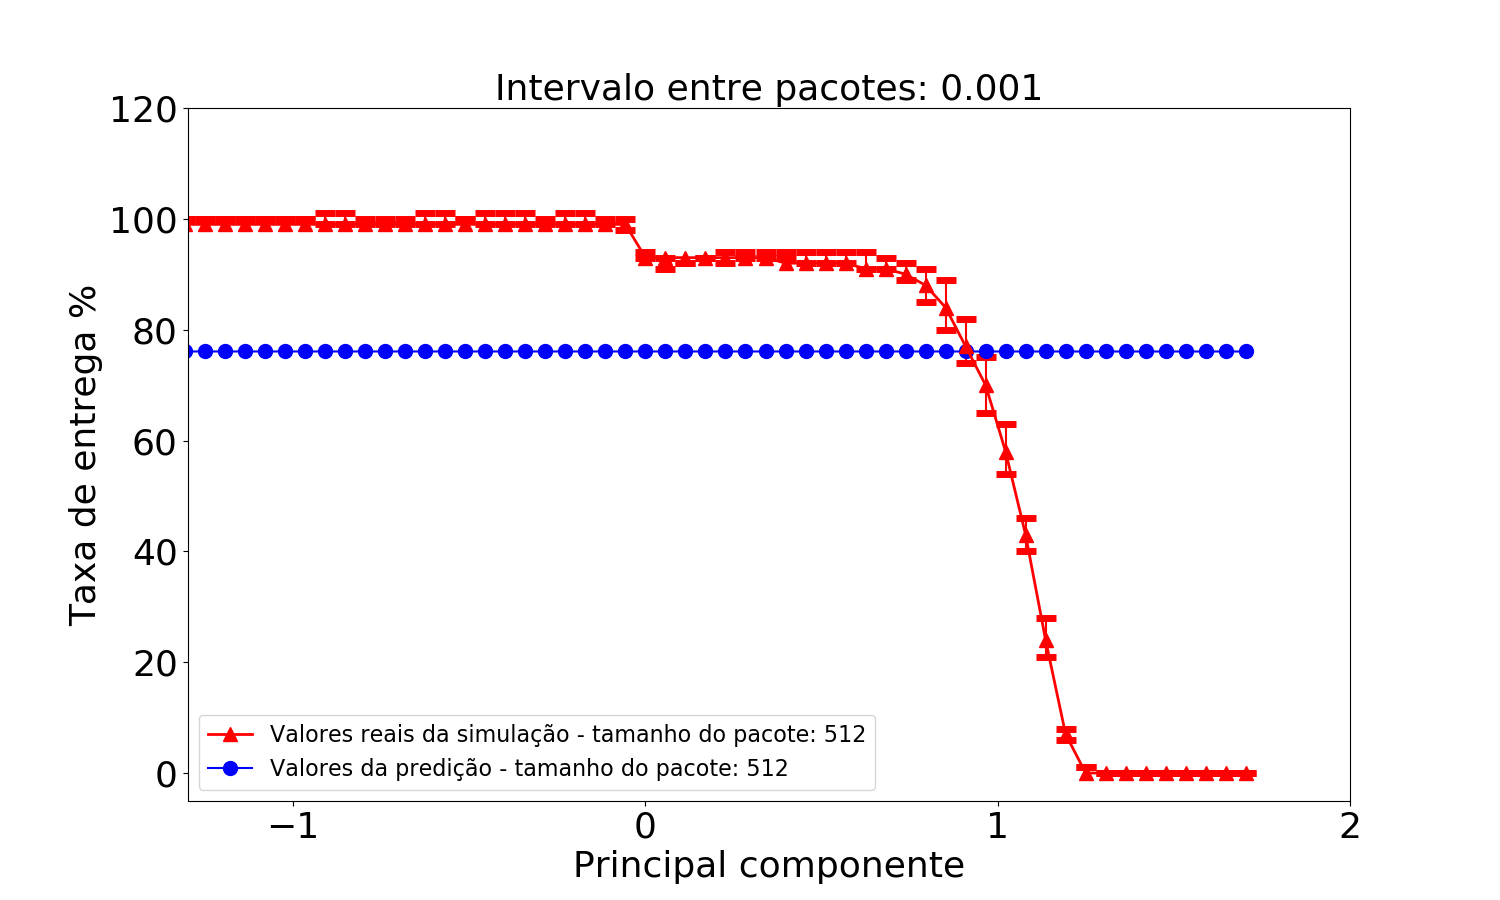 Intervalo entre pacotes: 0.001
120
100
80
60
40
20
0
Taxa de entrega %
Valores reais da simulação - tamanho do pacote: 512
Valores da predição - tamanho do pacote: 512
−1 0 1 2
Principal componente